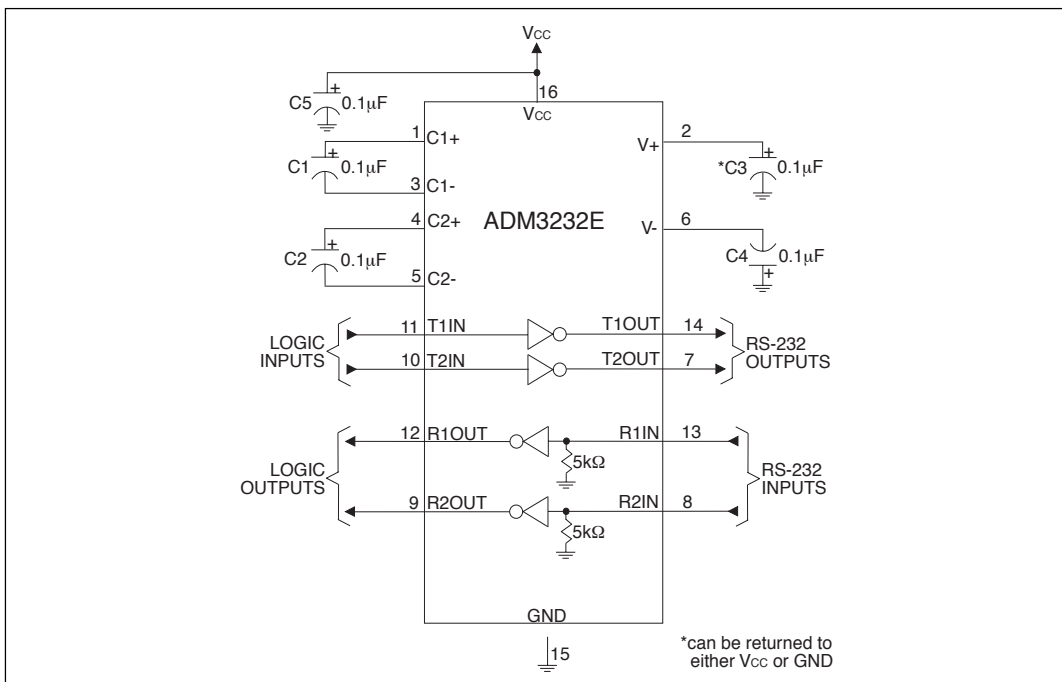 VCC
C5 + 0.1μF
16
VCC
1 C1+
C1 + 0.1μF
3 C1-
4 C2+
C2 + 0.1μF
5 C2-
ADM3232E
V+ 2
*C3 + 0.1μF
V- 6
C4 0.1μF +
LOGIC INPUTS
11 T1IN T1OUT 14
10 T2IN T2OUT 7
RS-232 OUTPUTS
LOGIC OUTPUTS
12 R1OUT R1IN 13
5kΩ
9 R2OUT R2IN 8
5kΩ
RS-232 INPUTS
GND
15
*can be returned to
either VCC or GND